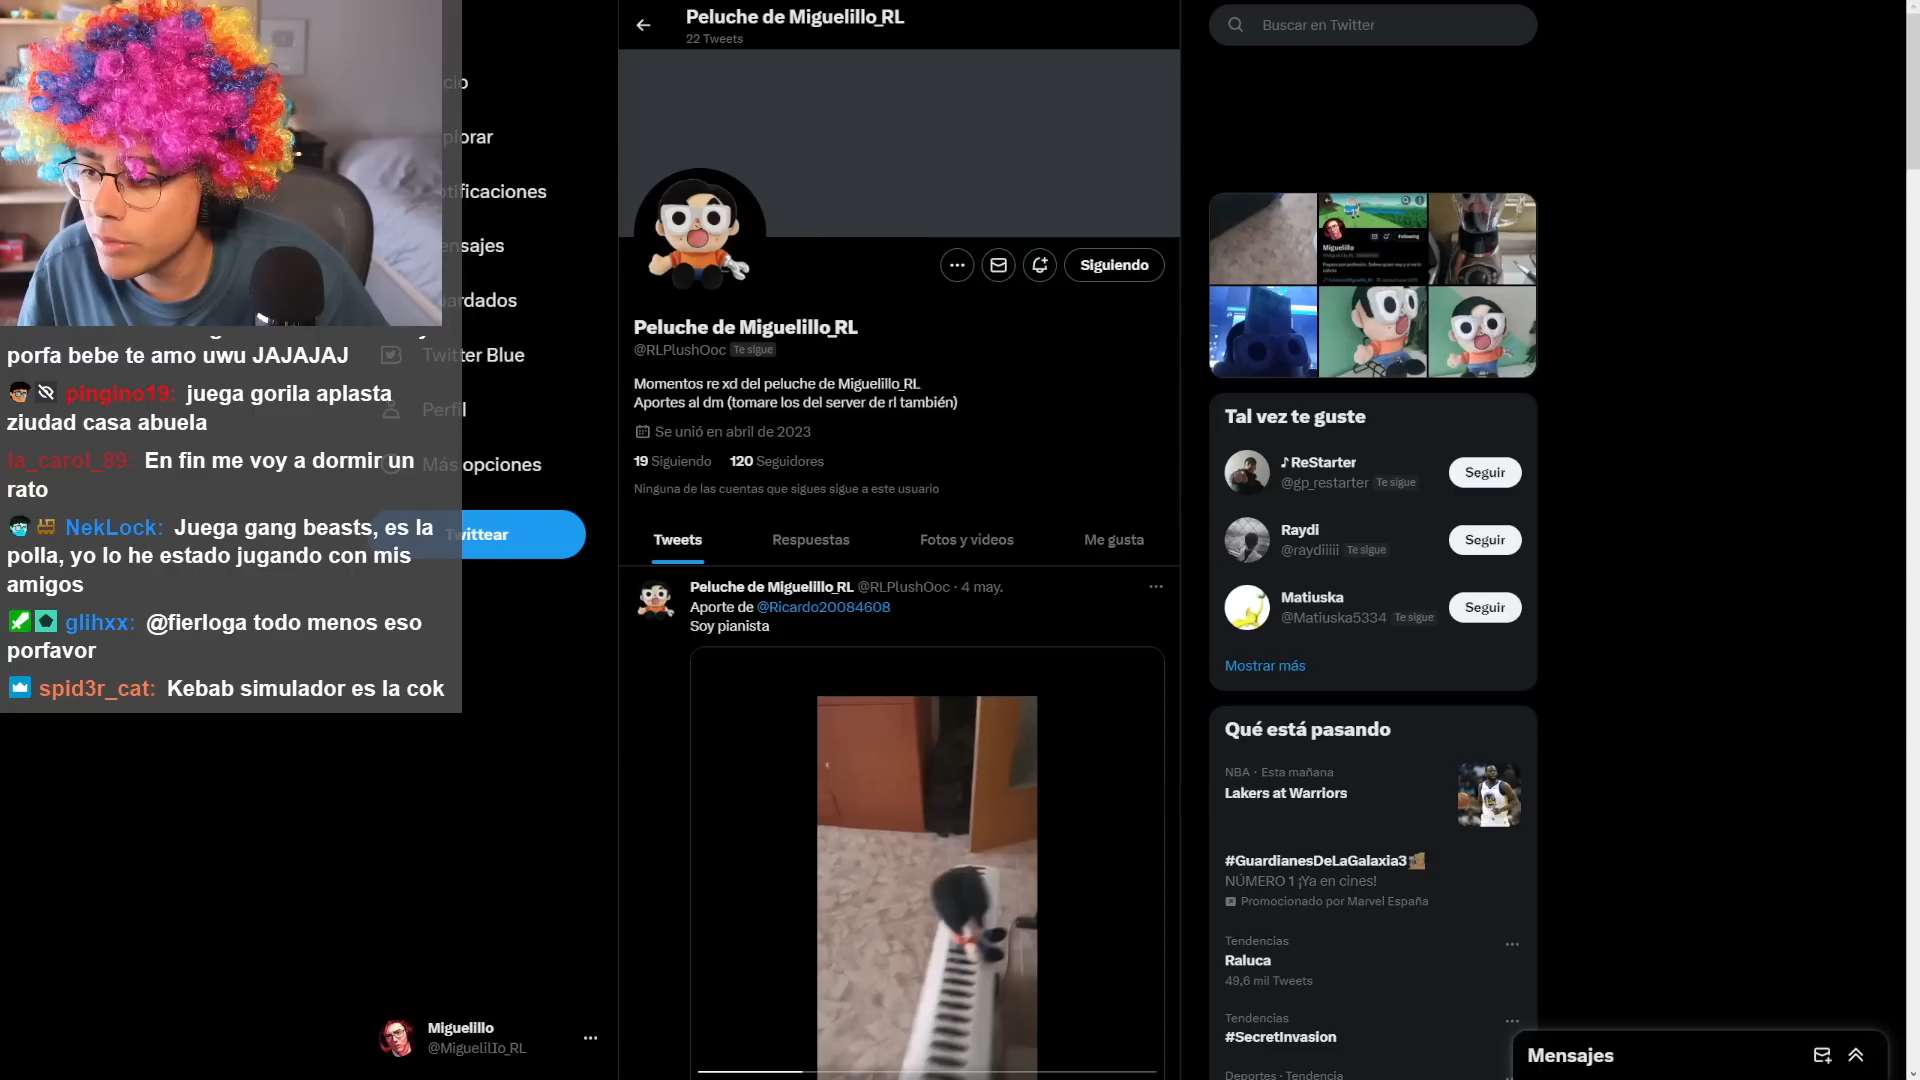 Peluche de Miguelillo_RL
22 Tweets
Buscar en Twitter
cio
plorar
otificaciones
ensajes
ardados
Twitter Blue
Perfil
Más opciones
Twittear
porfa bebe te amo uwu JAJAJAJ
pingino19: juega gorila aplasta
ziudad casa abuela
la_carol_89: En fin me voy a dormir un
rato
NekLock: Juega gang beasts, es la
polla, yo lo he estado jugando con mis
amigos
glihxx: @fierloga todo menos eso
porfavor
spid3r_cat: Kebab simulador es la cok
Miguelillo
@MiguelilIo_RL
Siguiendo
Peluche de Miguelillo_RL
@RLPlushOoc Te sigue
Momentos re xd del peluche de Miguelillo_RL
Aportes al dm (tomare los del server de rl también)
Se unió en abril de 2023
19 Siguiendo 120 Seguidores
Ninguna de las cuentas que sigues sigue a este usuario
Tweets Respuestas Fotos y videos Me gusta
Peluche de Miguelillo_RL @RLPlushOoc · 4 may.
Aporte de @Ricardo20084608
Soy pianista
Miguelillo
Following
Tal vez te guste
♪ ReStarter
@gp_restarter Te sigue
Seguir
Raydi
@raydiiiii Te sigue
Seguir
Matiuska
@Matiuska5334 Te sigue
Seguir
Mostrar más
Qué está pasando
NBA · Esta mañana
Lakers at Warriors
#GuardianesDeLaGalaxia3
NÚMERO 1 ¡Ya en cines!
Promocionado por Marvel España
Tendencias
Raluca
49,6 mil Tweets
Tendencias
#SecretInvasion
Deportes · Tendencia
Mensajes